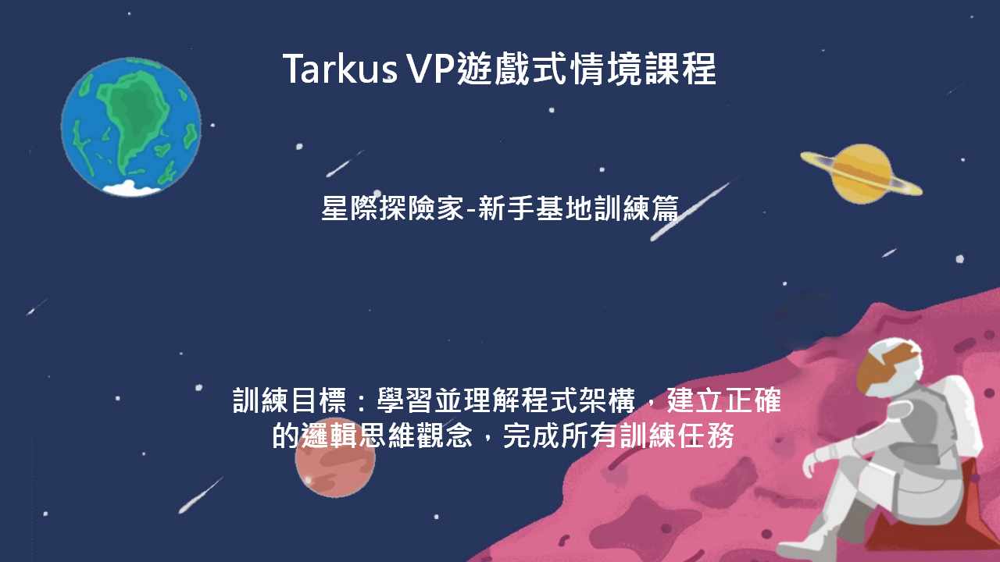 Tarkus VP遊戲式情境課程
星際探險家-新手基地訓練篇
訓練目標：學習並理解程式架構，建立正確
的邏輯思維觀念，完成所有訓練任務